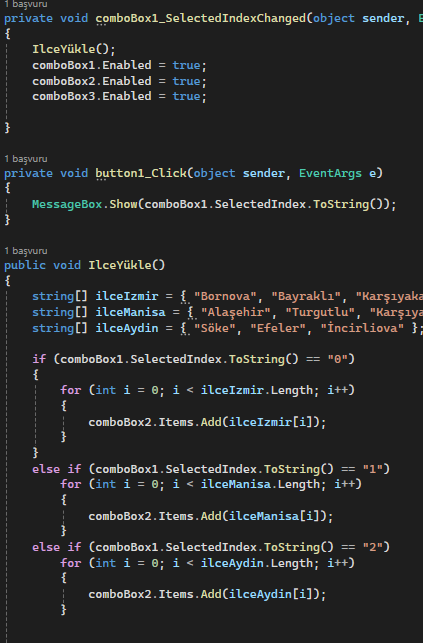 1 başvuru
private void comboBox1_SelectedIndexChanged(object sender, E
{
IlceYükle();
comboBox1.Enabled = true;
comboBox2.Enabled = true;
comboBox3.Enabled = true;
}
1 başvuru
private void button1_Click(object sender, EventArgs e)
{
MessageBox.Show(comboBox1.SelectedIndex.ToString());
}
1 başvuru
public void IlceYükle()
{
string[] ilceIzmir = { "Bornova", "Bayraklı", "Karşıyaka
string[] ilceManisa = { "Alaşehir", "Turgutlu", "Karşıya
string[] ilceAydin = { "Söke", "Efeler", "İncirliova" };
if (comboBox1.SelectedIndex.ToString() == "0")
{
for (int i = 0; i < ilceIzmir.Length; i++)
{
comboBox2.Items.Add(ilceIzmir[i]);
}
}
else if (comboBox1.SelectedIndex.ToString() == "1")
for (int i = 0; i < ilceManisa.Length; i++)
{
comboBox2.Items.Add(ilceManisa[i]);
}
else if (comboBox1.SelectedIndex.ToString() == "2")
for (int i = 0; i < ilceAydin.Length; i++)
{
comboBox2.Items.Add(ilceAydin[i]);
}